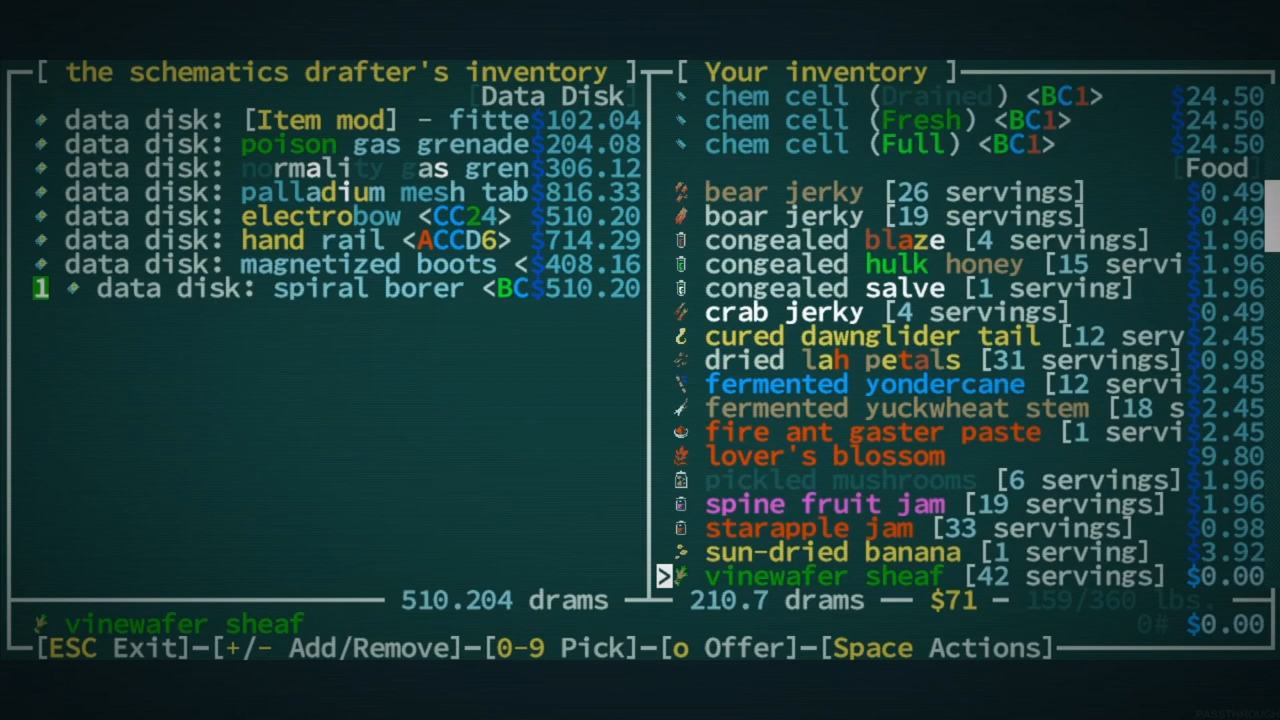 [ the schematics drafter's inventory ]
[Data Disk]
data disk: [Item mod] - fitte $102.04
data disk: poison gas grenade $204.08
data disk: normality gas gren $306.12
data disk: palladium mesh tab $816.33
data disk: electrobow <CC24> $510.20
data disk: hand rail <ACCD6> $714.29
data disk: magnetized boots < $408.16
1 data disk: spiral borer <BC $510.20
510.204 drams
[ Your inventory ]
chem cell (Drained) <BC1> $24.50
chem cell (Fresh) <BC1> $24.50
chem cell (Full) <BC1> $24.50
[Food]
bear jerky [26 servings] $0.49
boar jerky [19 servings] $0.49
congealed blaze [4 servings] $1.96
congealed hulk honey [15 servi $1.96
congealed salve [1 serving] $1.96
crab jerky [4 servings] $0.49
cured dawnglider tail [12 serv $2.45
dried lah petals [31 servings] $0.98
fermented yondercane [12 servi $2.45
fermented yuckwheat stem [18 s $2.45
fire ant gaster paste [1 servi $2.45
lover's blossom $9.80
pickled mushrooms [6 servings] $1.96
spine fruit jam [19 servings] $1.96
starapple jam [33 servings] $0.98
sun-dried banana [1 serving] $3.92
> vinewafer sheaf [42 servings] $0.00
210.7 drams — $71 — 159/360 lbs.
vinewafer sheaf 0# $0.00
[ESC Exit]-[+/- Add/Remove]-[0-9 Pick]-[o Offer]-[Space Actions]